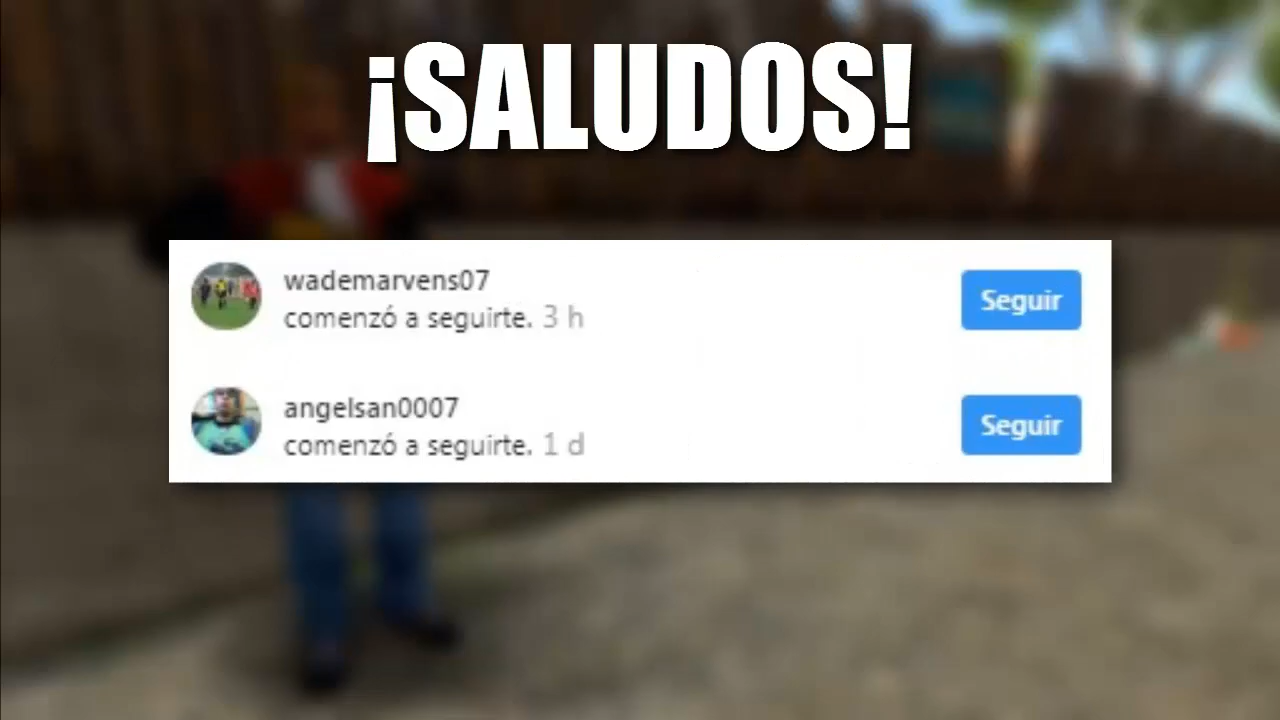 ¡SALUDOS!
wademarvens07
comenzó a seguirte. 3 h
Seguir
angelsan0007
comenzó a seguirte. 1 d
Seguir